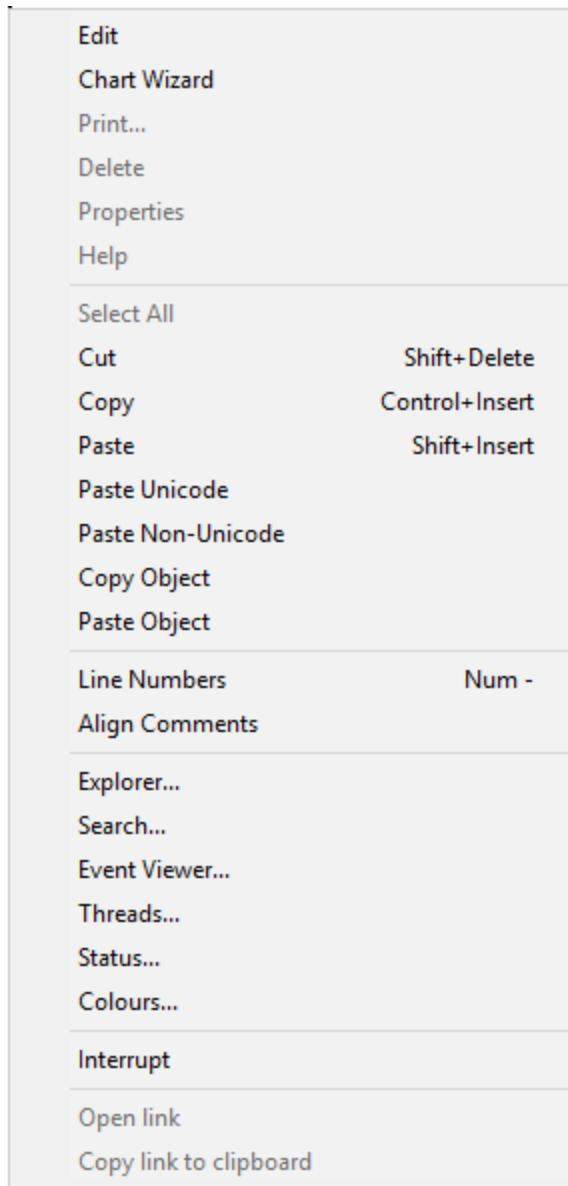 Edit
Chart Wizard
Print...
Delete
Properties
Help
Select All
Cut Shift+Delete
Copy Control+Insert
Paste Shift+Insert
Paste Unicode
Paste Non-Unicode
Copy Object
Paste Object
Line Numbers Num -
Align Comments
Explorer...
Search...
Event Viewer...
Threads...
Status...
Colours...
Interrupt
Open link
Copy link to clipboard